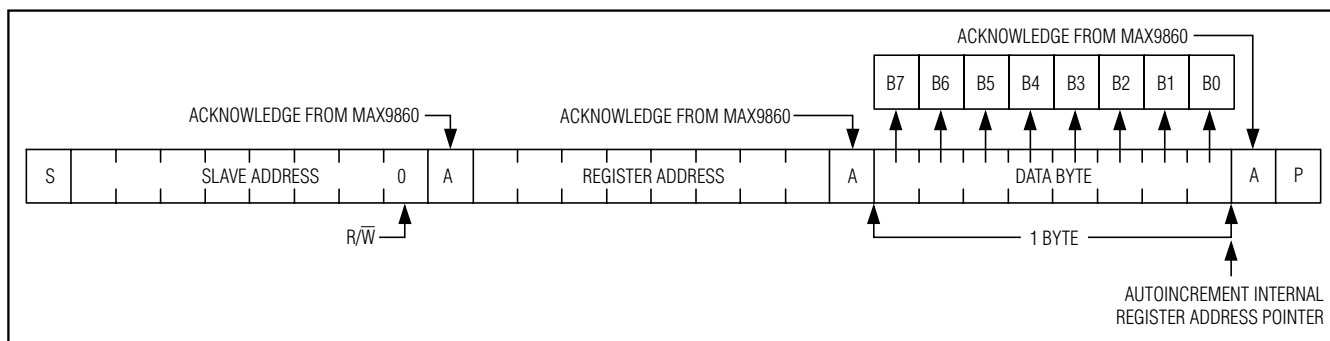 ACKNOWLEDGE FROM MAX9860
B7 B6 B5 B4 B3 B2 B1 B0
ACKNOWLEDGE FROM MAX9860 ACKNOWLEDGE FROM MAX9860
S SLAVE ADDRESS 0 A REGISTER ADDRESS A DATA BYTE A P
R/W̅ 1 BYTE
AUTOINCREMENT INTERNAL
REGISTER ADDRESS POINTER